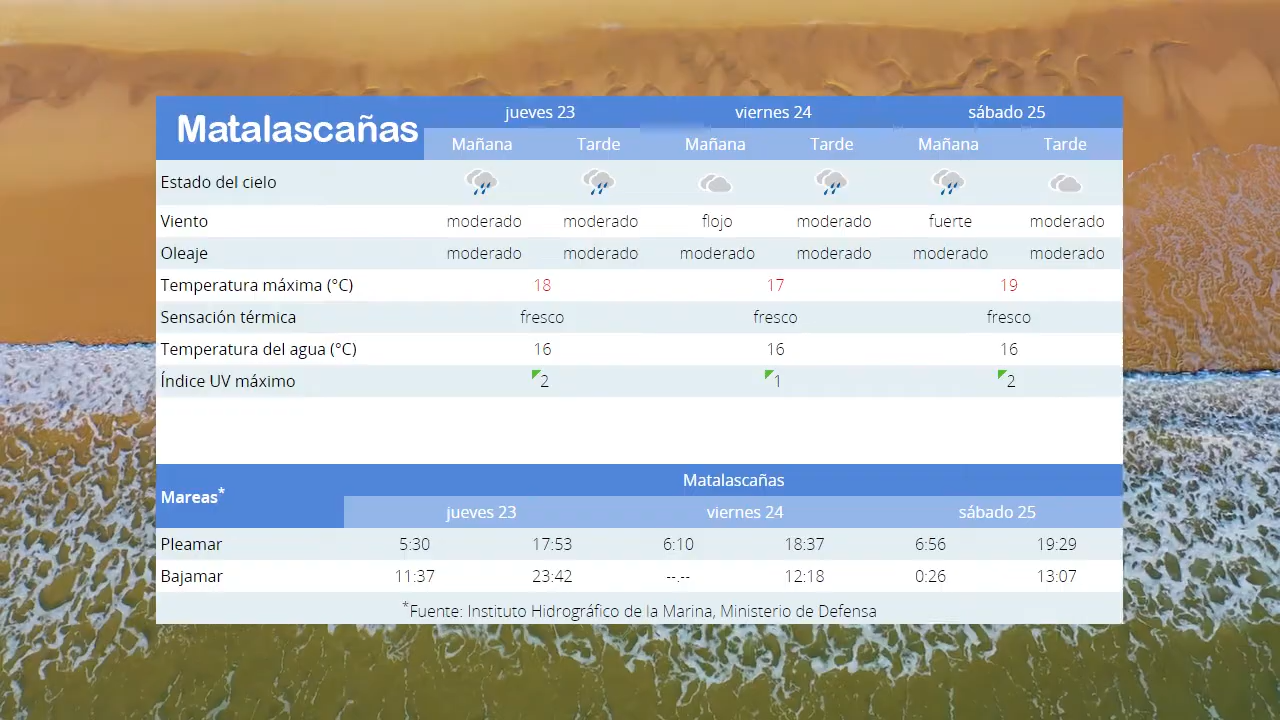 Matalascañas
jueves 23 viernes 24 sábado 25
Mañana Tarde Mañana Tarde Mañana Tarde
Estado del cielo
Viento moderado moderado flojo moderado fuerte moderado
Oleaje moderado moderado moderado moderado moderado moderado
Temperatura máxima (°C) 18 17 19
Sensación térmica fresco fresco fresco
Temperatura del agua (°C) 16 16 16
Índice UV máximo 2 1 2
Mareas* Matalascañas
jueves 23 viernes 24 sábado 25
Pleamar 5:30 17:53 6:10 18:37 6:56 19:29
Bajamar 11:37 23:42 --.-- 12:18 0:26 13:07
*Fuente: Instituto Hidrográfico de la Marina, Ministerio de Defensa